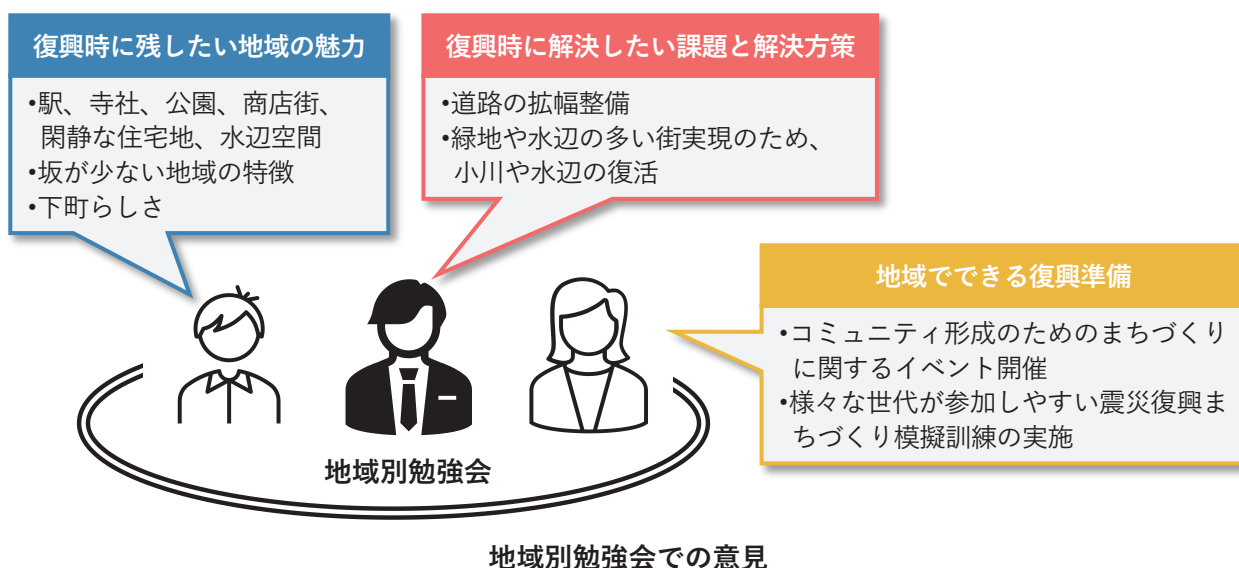 復興時に残したい地域の魅力
•駅、寺社、公園、商店街、
閑静な住宅地、水辺空間
•坂が少ない地域の特徴
•下町らしさ
復興時に解決したい課題と解決方策
•道路の拡幅整備
•緑地や水辺の多い街実現のため、
小川や水辺の復活
地域でできる復興準備
•コミュニティ形成のためのまちづくり
に関するイベント開催
•様々な世代が参加しやすい震災復興ま
ちづくり模擬訓練の実施
地域別勉強会
地域別勉強会での意見